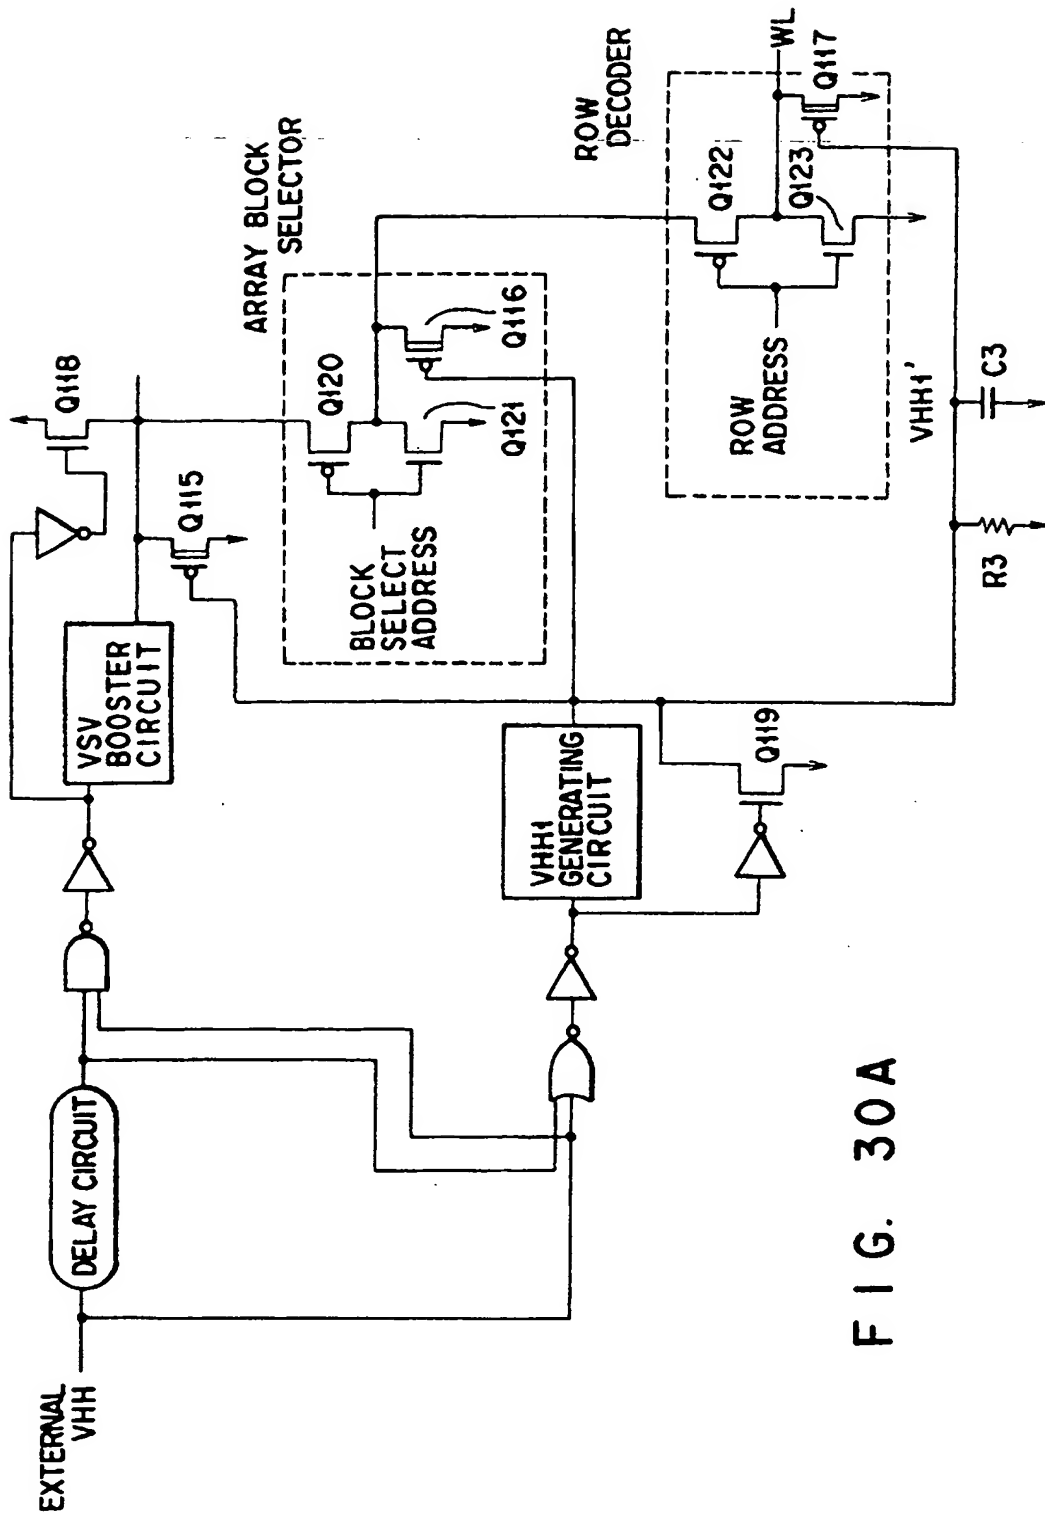 EXTERNAL
VHH
DELAY CIRCUIT
VSV
BOOSTER
CIRCUIT
Q118
Q115
ARRAY BLOCK
SELECTOR
BLOCK
SELECT
ADDRESS
Q120
Q121
Q116
VHH1
GENERATING
CIRCUIT
Q119
ROW
DECODER
ROW
ADDRESS
Q122
Q123
WL
Q117
VHH1'
R3
C3
FIG. 30A